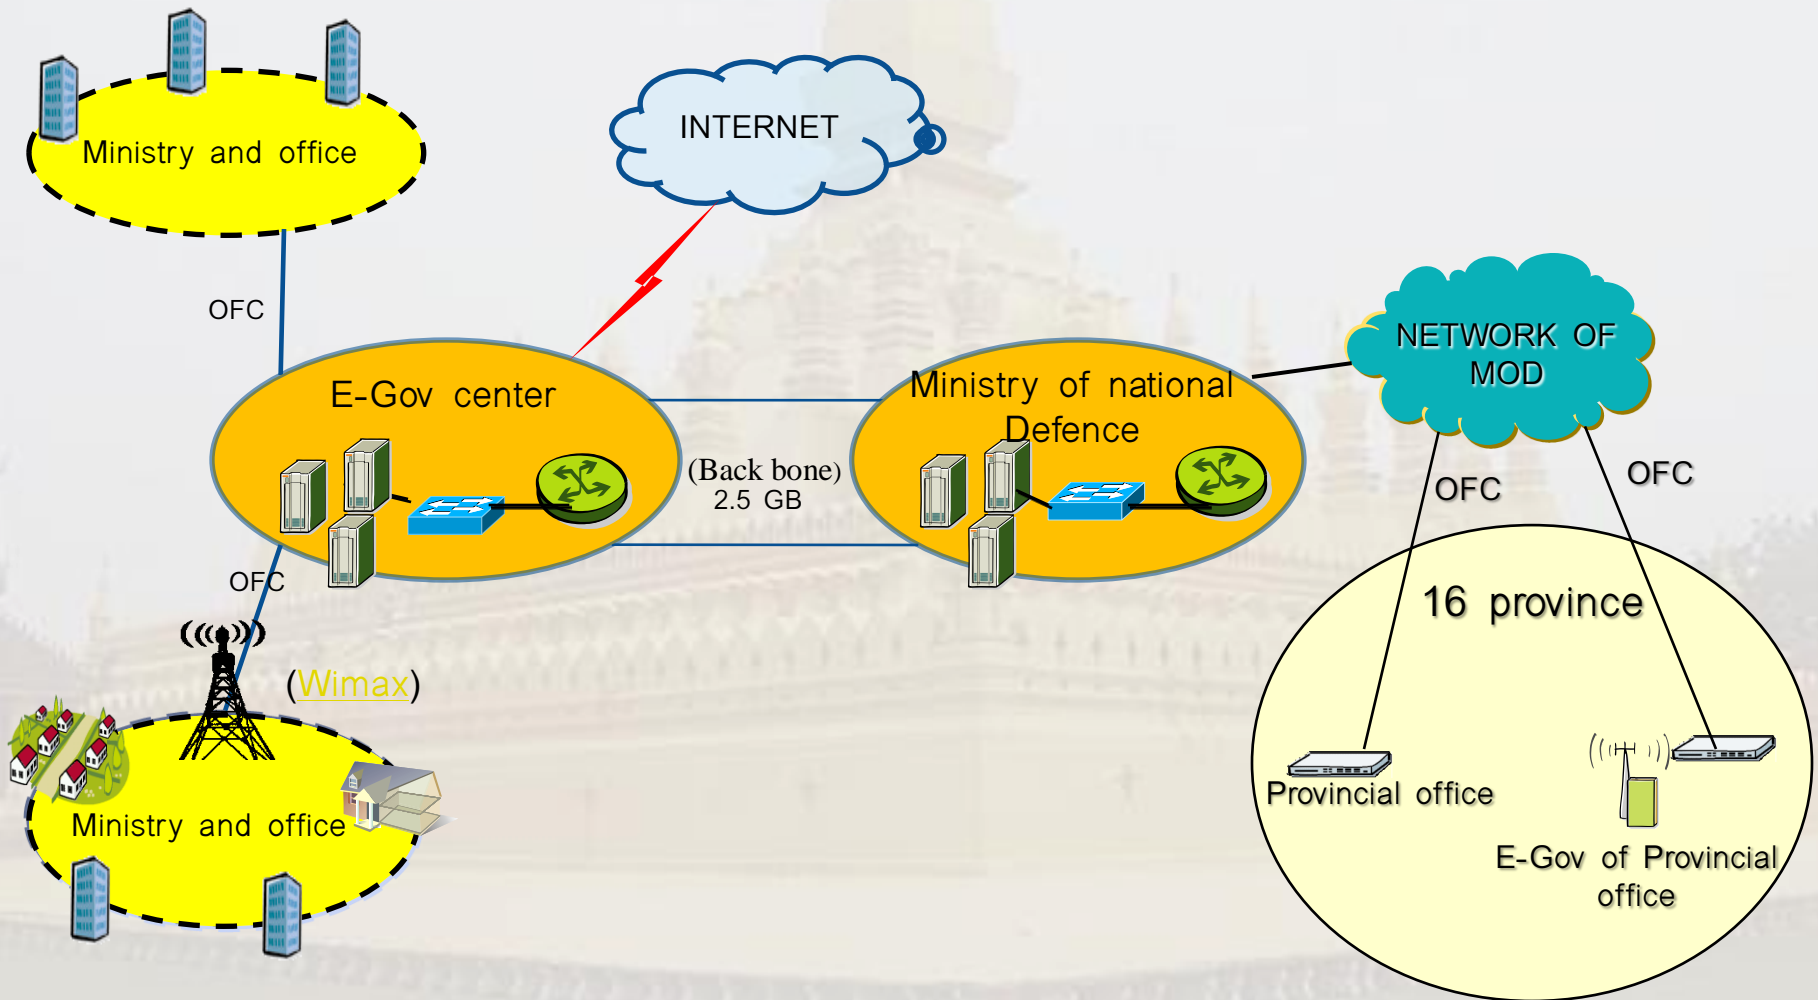 Ministry and office
INTERNET
OFC
NETWORK OF
MOD
E-Gov center
Ministry of national
Defence
(Back bone)
2.5 GB
OFC
OFC
OFC
16 province
(Wimax)
Ministry and office
Provincial office
E-Gov of Provincial
office